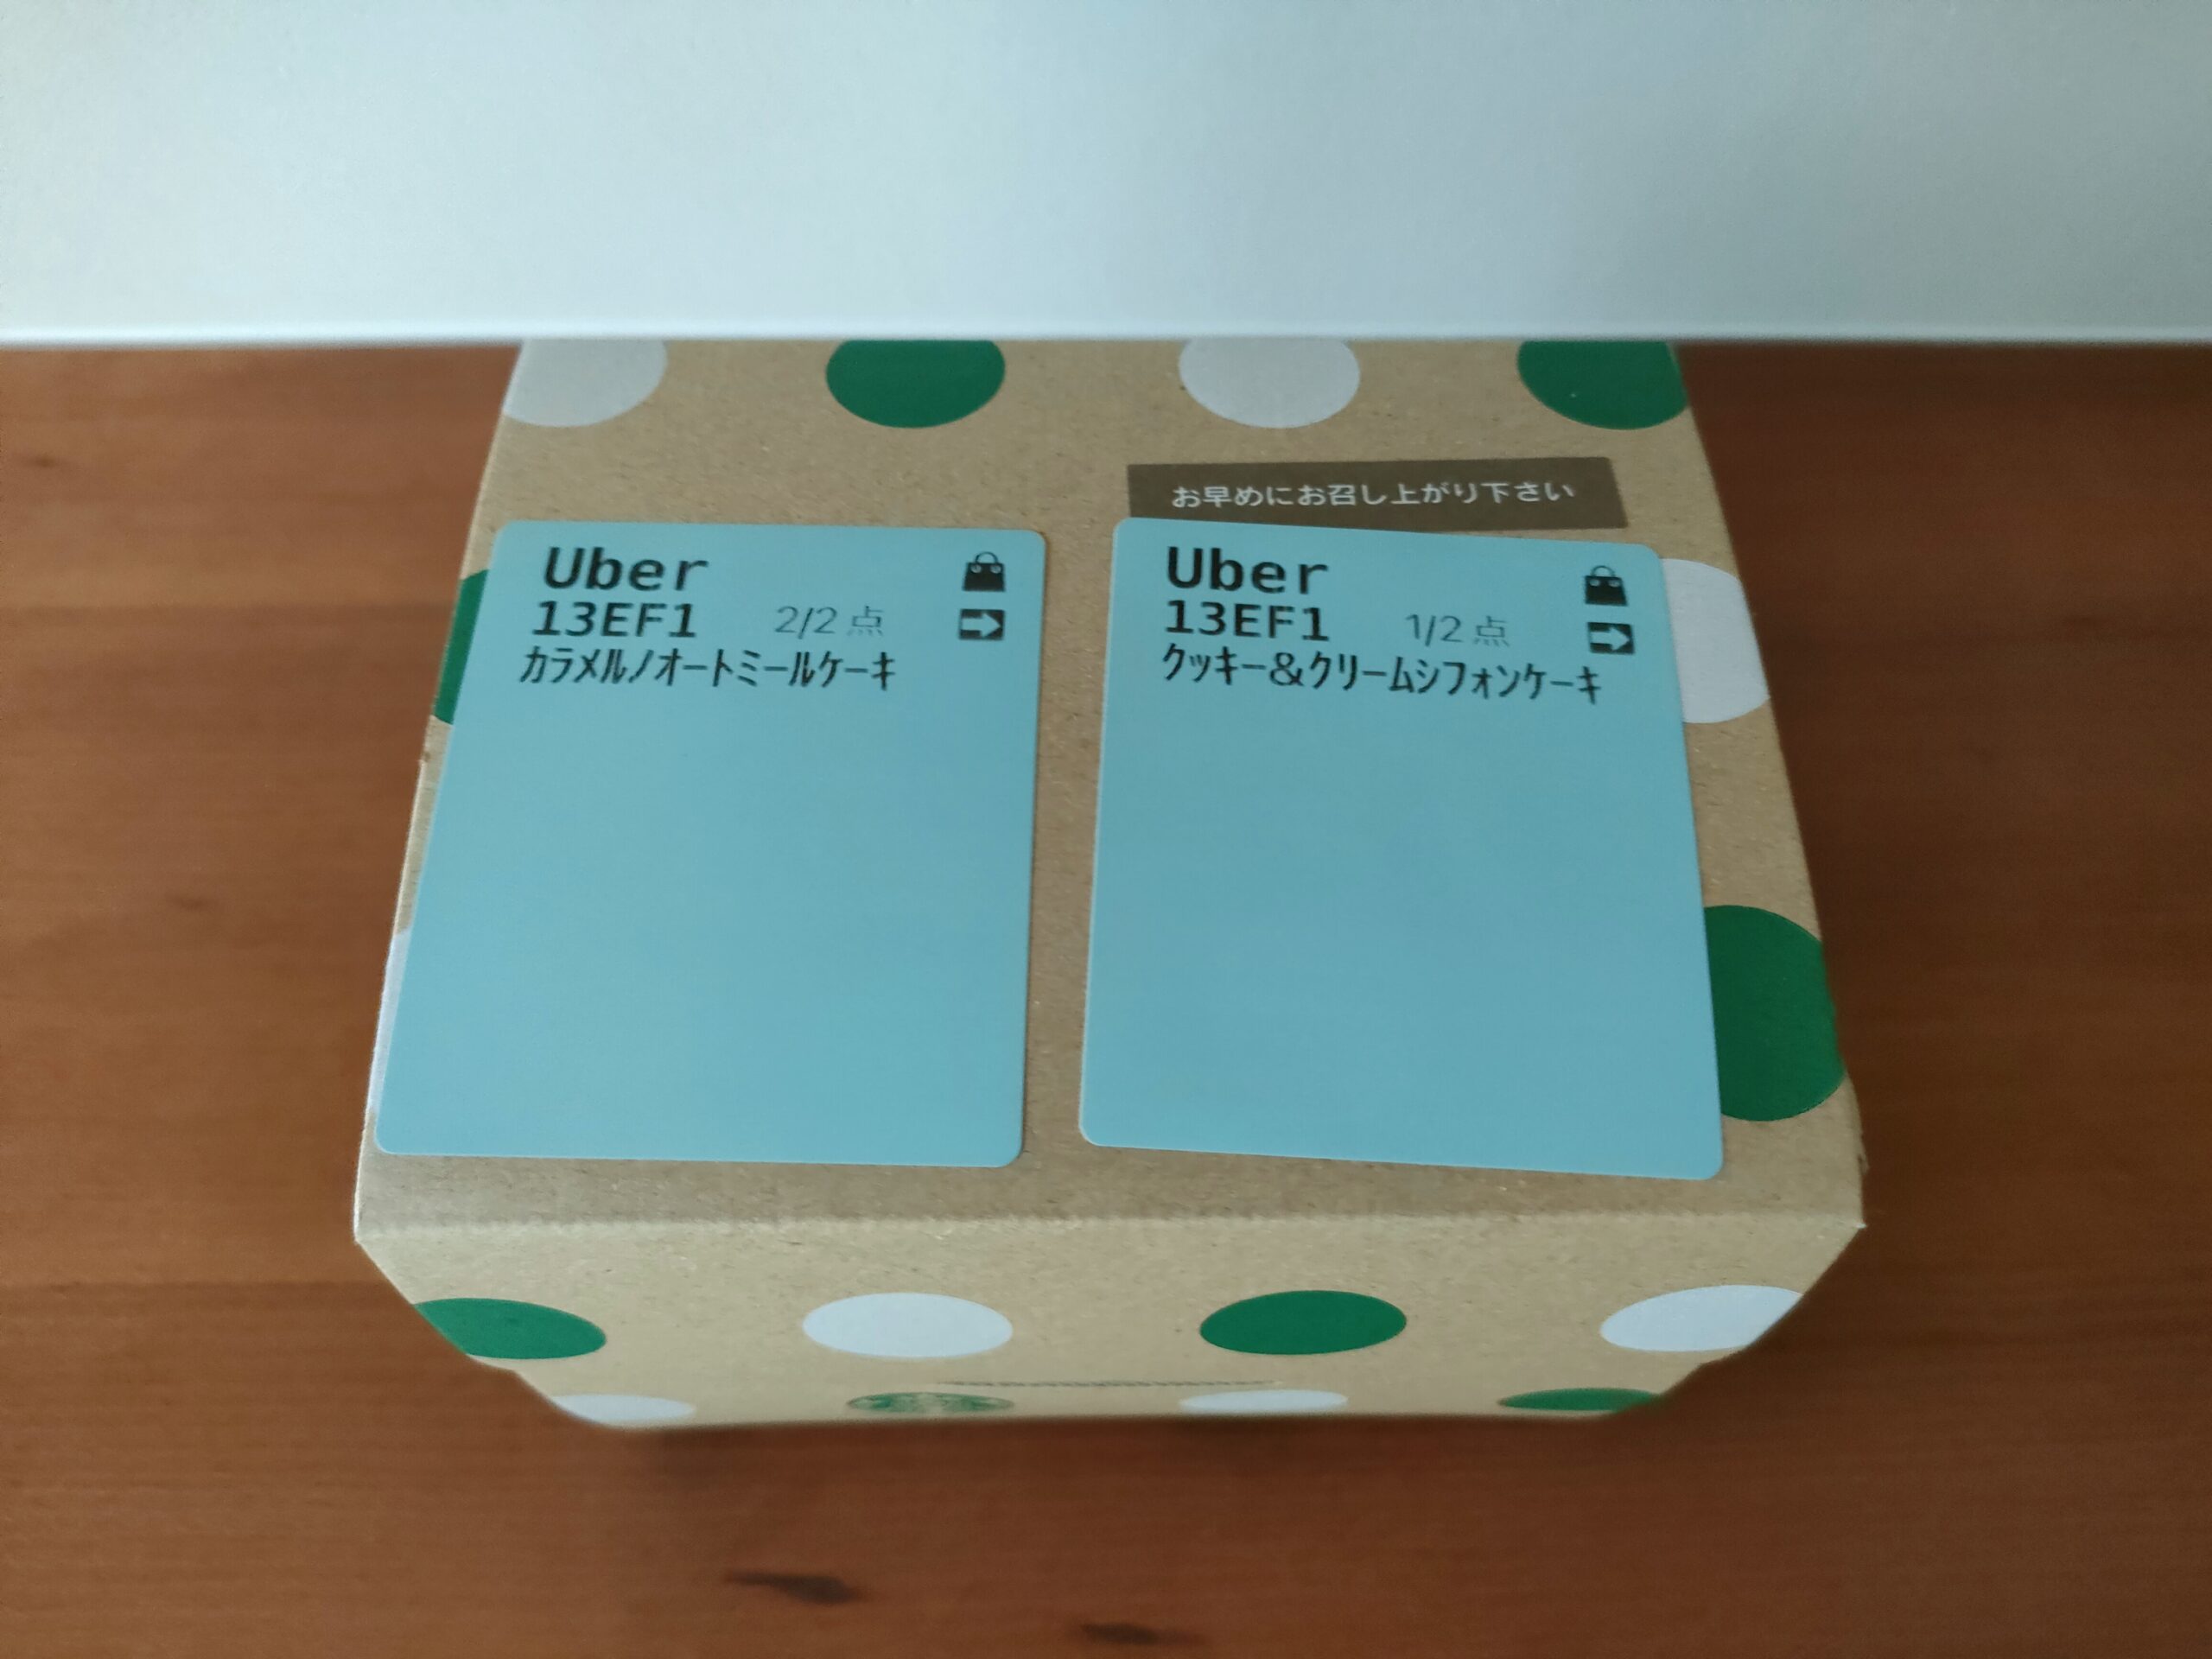 お早めにお召し上がり下さい
Uber
13EF1 2/2 点
カラメルノオートミールケーキ
Uber
13EF1 1/2 点
クッキー&クリームシフォンケーキ